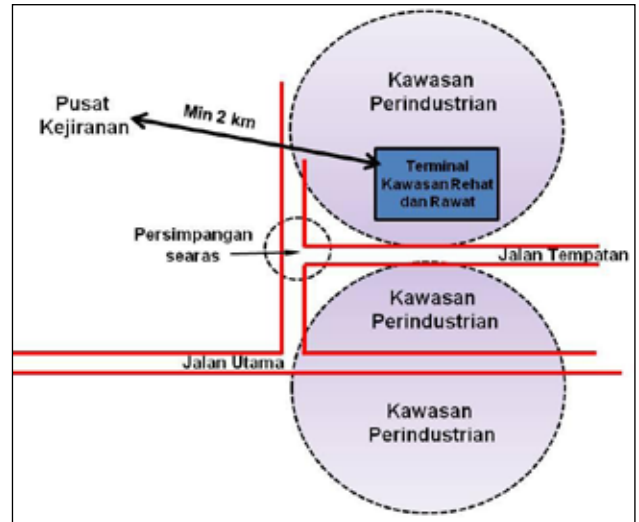 Kawasan
Perindustrian
Pusat
Kejiranan
Min 2 km
Terminal
Kawasan Rehat
dan Rawat
Persimpangan
searas
Jalan Tempatan
Kawasan
Perindustrian
Jalan Utama
Kawasan
Perindustrian